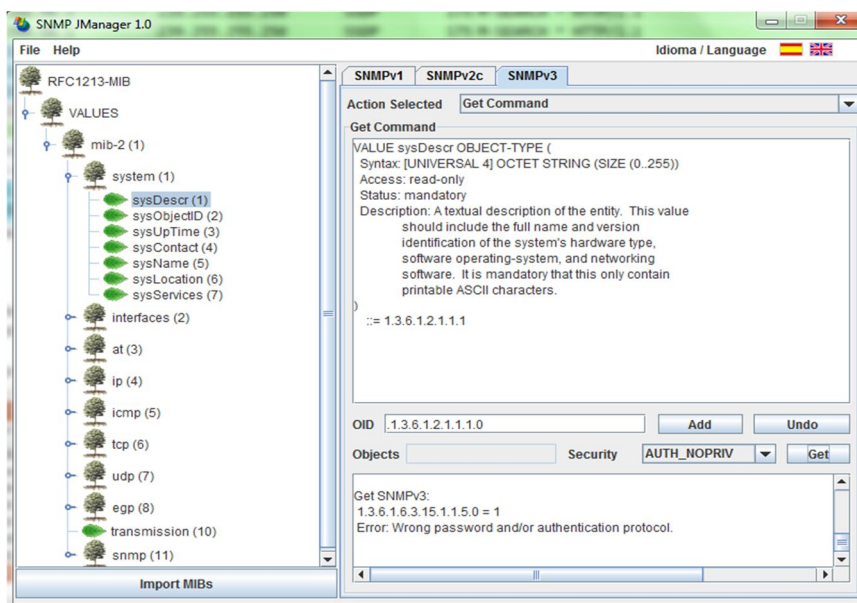 SNMP JManager 1.0
File Help
Idioma / Language
RFC1213-MIB
VALUES
mib-2 (1)
system (1)
sysDescr (1)
sysObjectID (2)
sysUpTime (3)
sysContact (4)
sysName (5)
sysLocation (6)
sysServices (7)
interfaces (2)
at (3)
ip (4)
icmp (5)
tcp (6)
udp (7)
egp (8)
transmission (10)
snmp (11)
Import MIBs
SNMPv1 SNMPv2c SNMPv3
Action Selected Get Command
Get Command
VALUE sysDescr OBJECT-TYPE (
Syntax: [UNIVERSAL 4] OCTET STRING (SIZE (0..255))
Access: read-only
Status: mandatory
Description: A textual description of the entity. This value
should include the full name and version
identification of the system's hardware type,
software operating-system, and networking
software. It is mandatory that this only contain
printable ASCII characters.
)
::= 1.3.6.1.2.1.1.1
OID .1.3.6.1.2.1.1.1.0 Add Undo
Objects Security AUTH_NOPRIV Get
Get SNMPv3:
1.3.6.1.6.3.15.1.1.5.0 = 1
Error: Wrong password and/or authentication protocol.